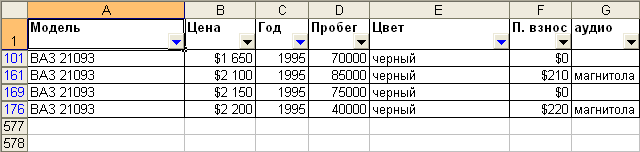 A B C D E F G
1 Модель Цена Год Пробег Цвет П. взнос аудио
101 ВАЗ 21093 $1 650 1995 70000 черный $0
161 ВАЗ 21093 $2 100 1995 85000 черный $210 магнитола
169 ВАЗ 21093 $2 150 1995 75000 черный $0
176 ВАЗ 21093 $2 200 1995 40000 черный $220 магнитола
577
578